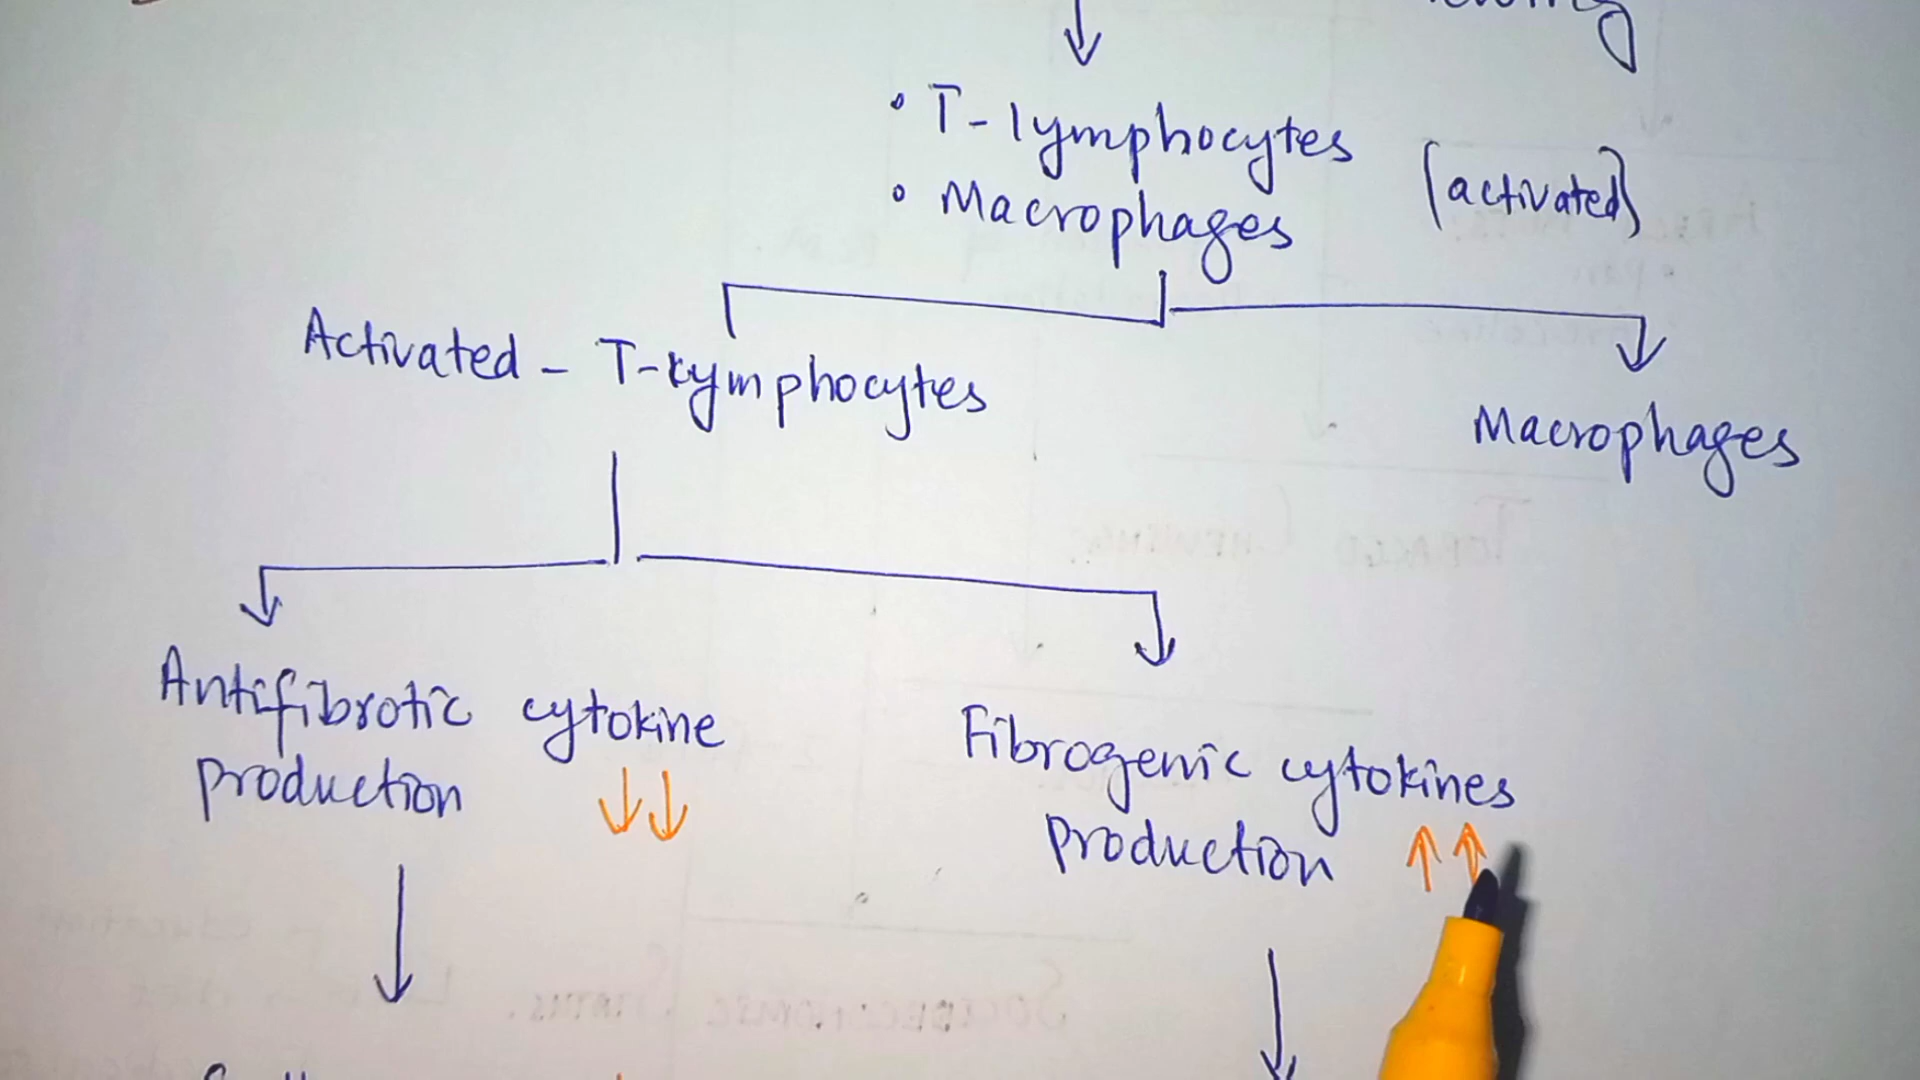 • T-lymphocytes
• Macrophages
(activated)
Activated - T-lymphocytes
Macrophages
Antifibrotic cytokine
production ↓↓
Fibrogenic cytokines
production ↑↑